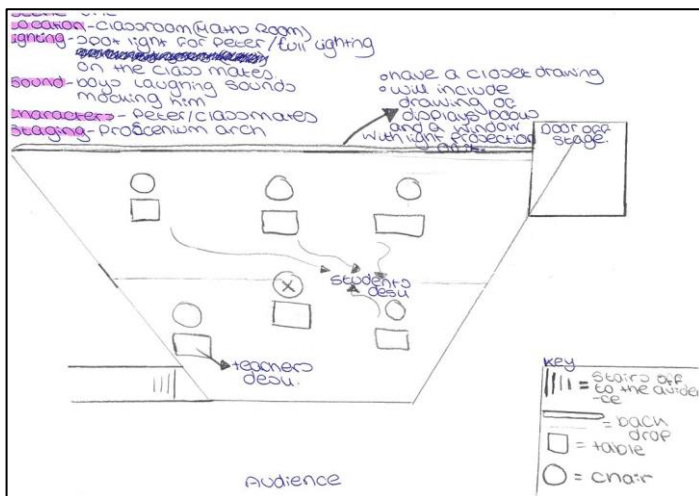 Location-classroom(Maths Room)
lighting-spot light for Peter/full lighting
on the class mates.
Sound-boys laughing sounds
mocking him
Characters-Peter/classmates
Staging-Proscenium arch
have a closet drawing
will include
drawing of
displays
and a window
with light projection
Door off
stage.
students
desk
teachers
desk.
Key
= Stairs off
to the audien
-ce
= back
drop
= table
= chair
Audience